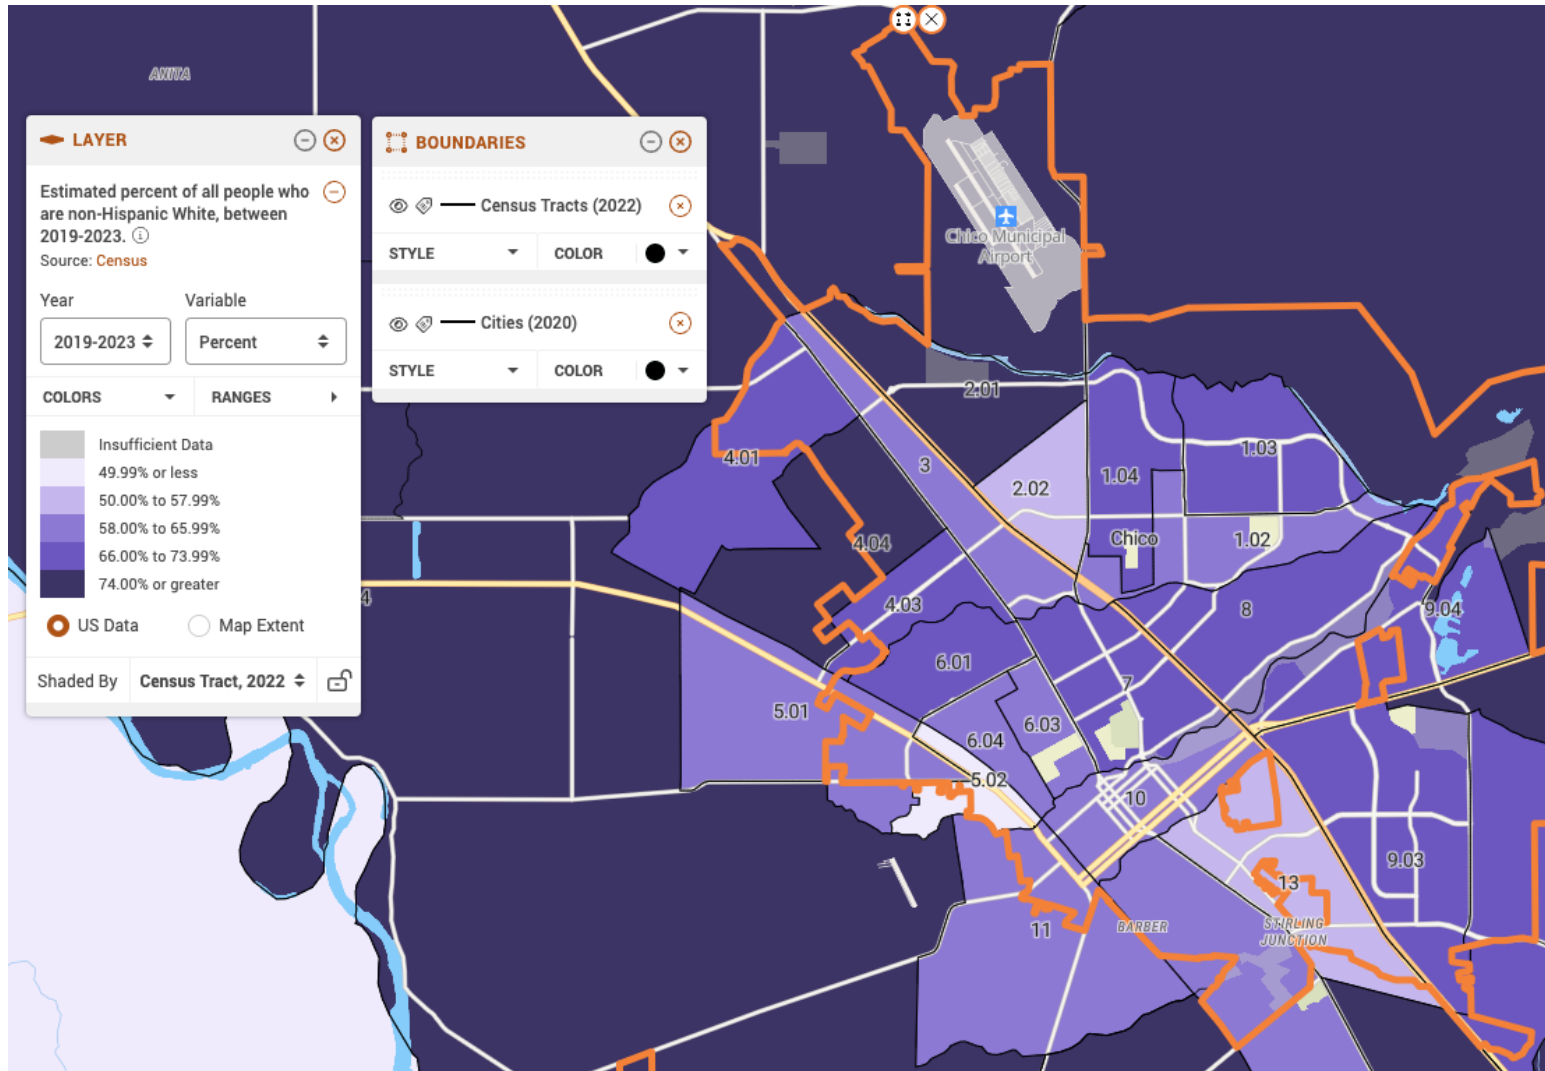 ANITA
LAYER
Estimated percent of all people who
are non-Hispanic White, between
2019-2023.
Source: Census
Year
Variable
2019-2023
Percent
COLORS
RANGES
Insufficient Data
49.99% or less
50.00% to 57.99%
58.00% to 65.99%
66.00% to 73.99%
74.00% or greater
US Data
Map Extent
Shaded By
Census Tract, 2022
BOUNDARIES
Census Tracts (2022)
STYLE
COLOR
Cities (2020)
STYLE
COLOR
Chico Municipal
Airport
2.01
4.01
3
2.02
1.04
1.03
4.04
Chico
1.02
4
4.03
8
9.04
6.01
7
5.01
6.03
6.04
5.02
10
9.03
13
11
BARBER
STIRLING
JUNCTION